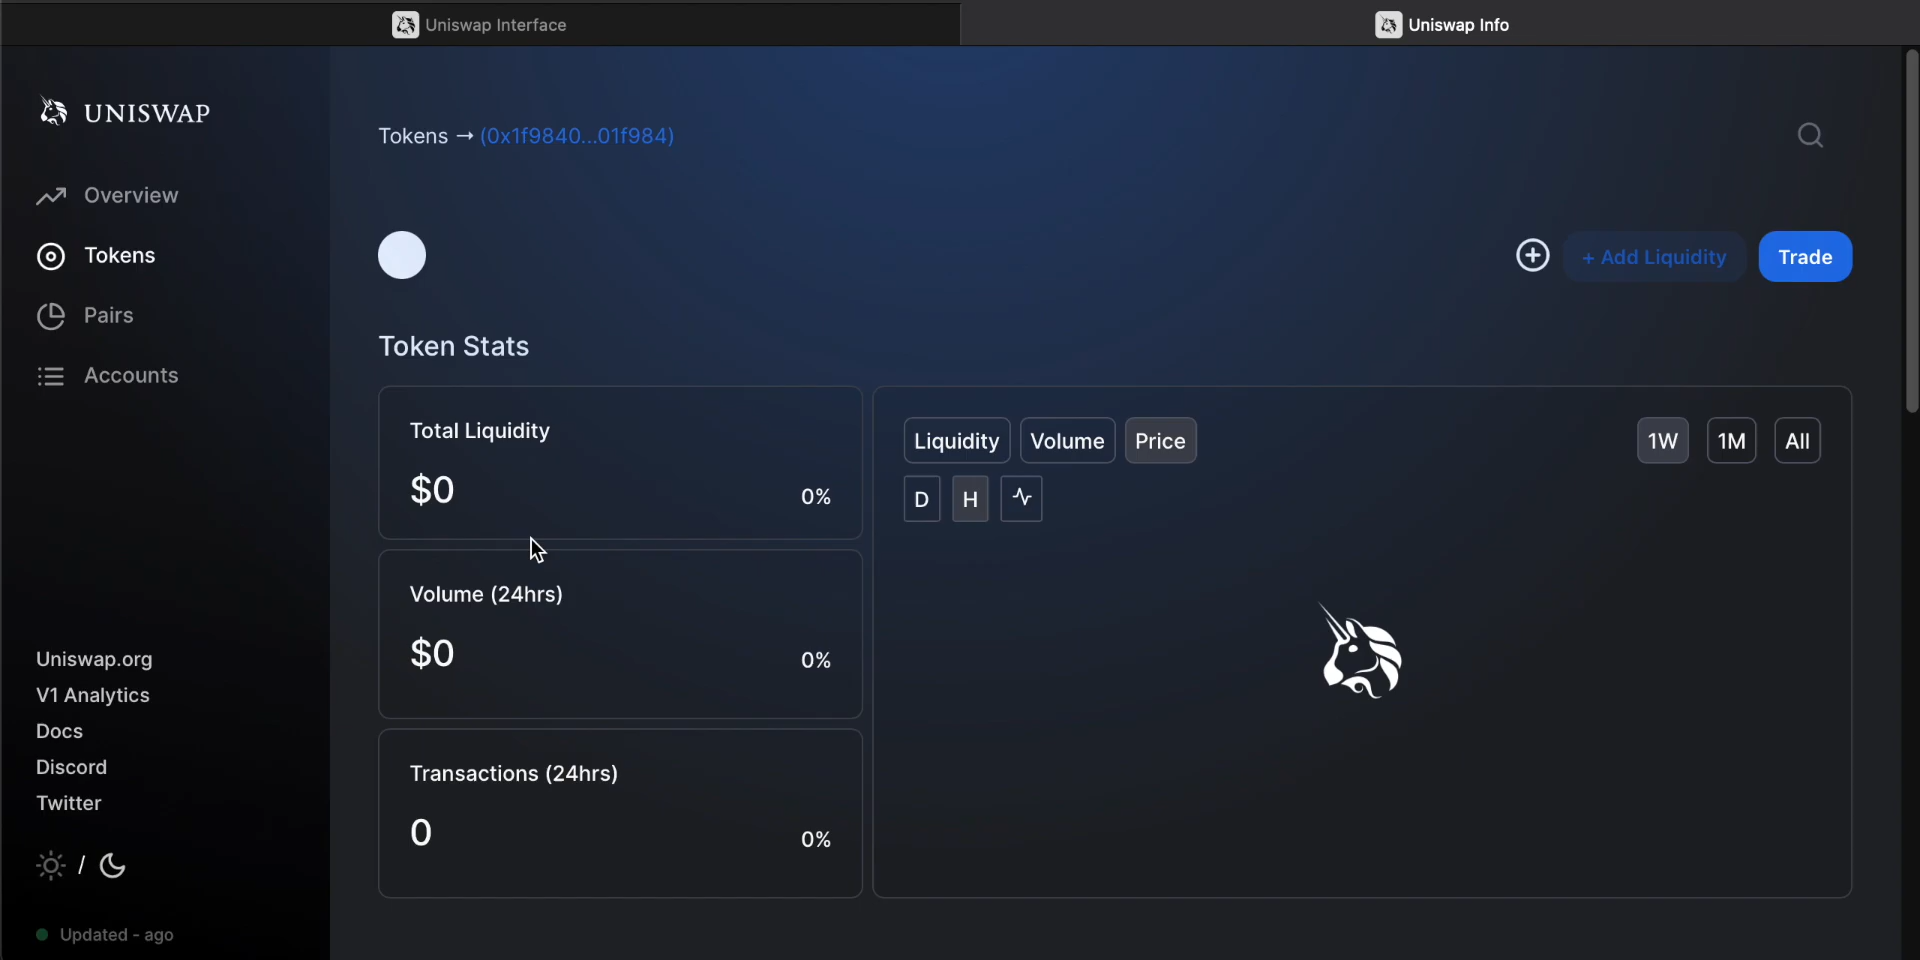 Uniswap Interface
Uniswap Info
UNISWAP
Overview
Tokens
Pairs
Accounts
Uniswap.org
V1 Analytics
Docs
Discord
Twitter
/
Updated - ago
Tokens → (0x1f9840...01f984)
+ Add Liquidity
Trade
Token Stats
Total Liquidity
$0 0%
Volume (24hrs)
$0 0%
Transactions (24hrs)
0 0%
Liquidity Volume Price
1W 1M All
D H